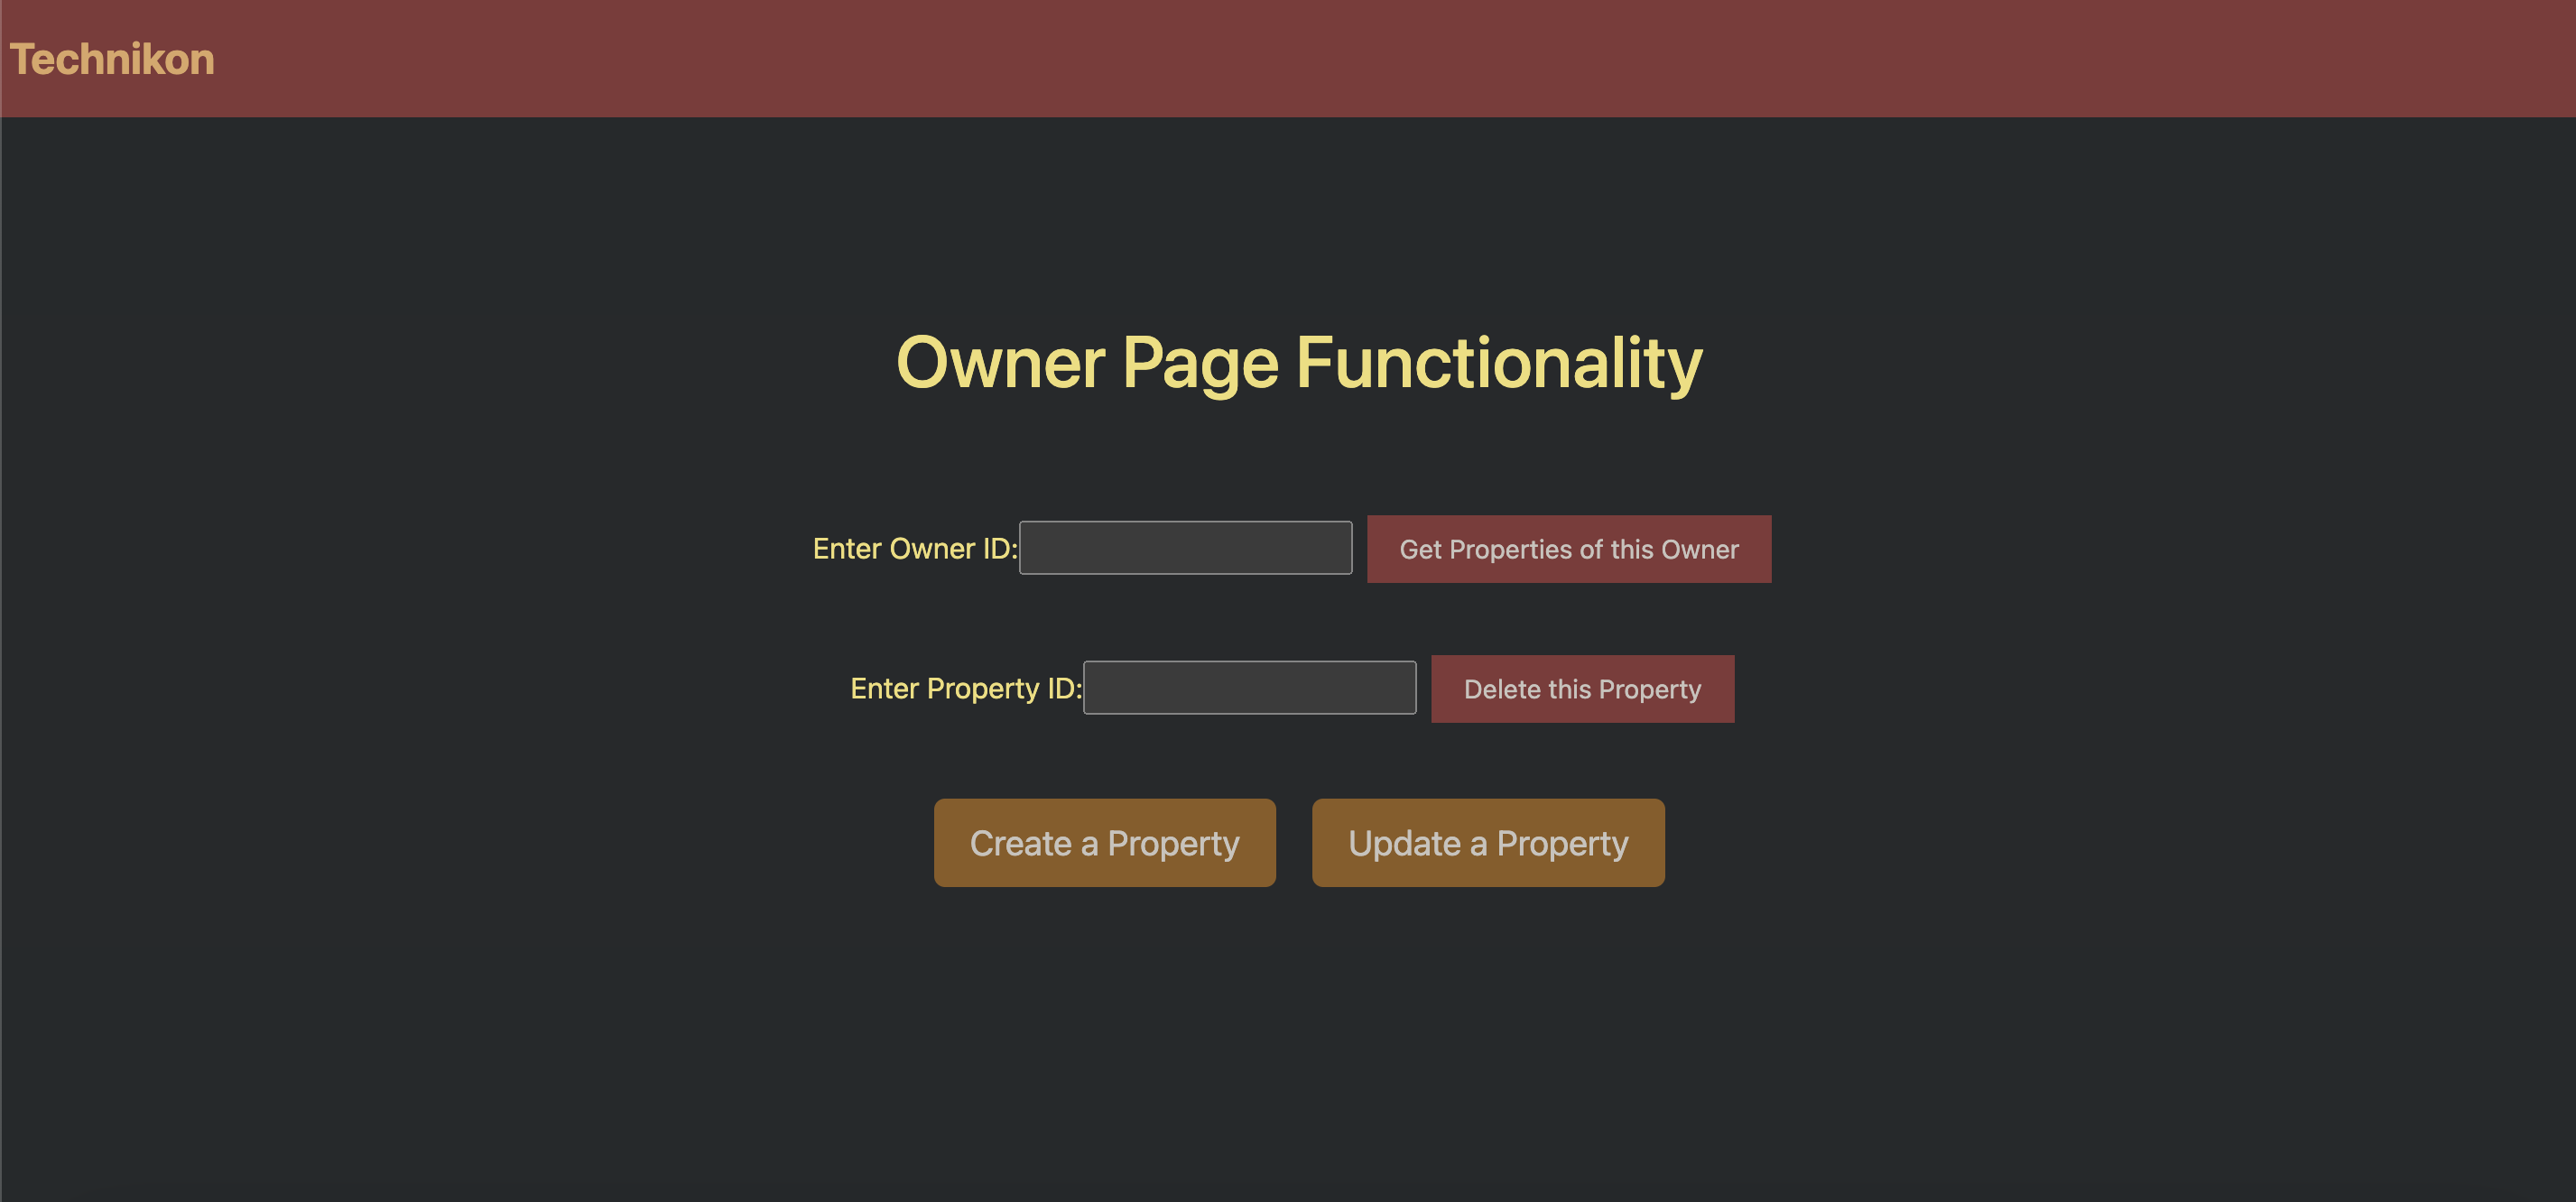 Technikon
Owner Page Functionality
Enter Owner ID: Get Properties of this Owner
Enter Property ID: Delete this Property
Create a Property Update a Property